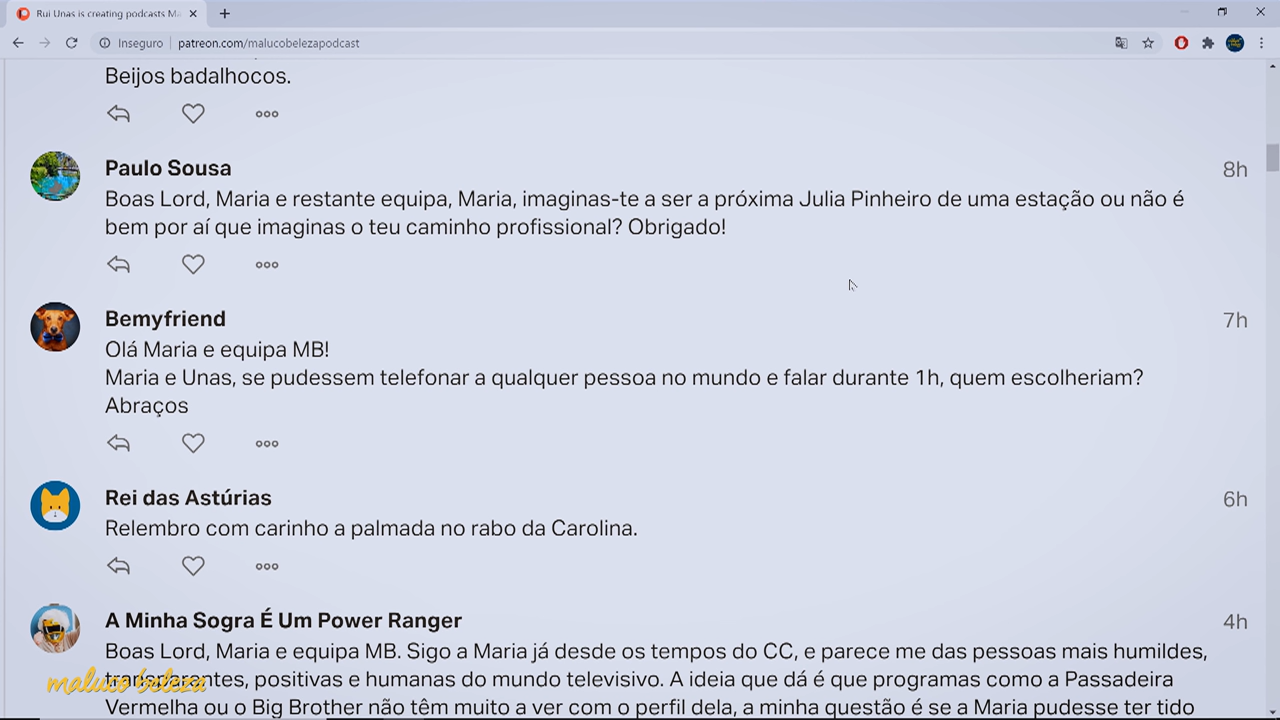 Rui Unas is creating podcasts Ma
Inseguro
patreon.com/malucobelezapodcast
Beijos badalhocos.
Paulo Sousa
8h
Boas Lord, Maria e restante equipa, Maria, imaginas-te a ser a próxima Julia Pinheiro de uma estação ou não é
bem por aí que imaginas o teu caminho profissional? Obrigado!
Bemyfriend
7h
Olá Maria e equipa MB!
Maria e Unas, se pudessem telefonar a qualquer pessoa no mundo e falar durante 1h, quem escolheriam?
Abraços
Rei das Astúrias
6h
Relembro com carinho a palmada no rabo da Carolina.
A Minha Sogra É Um Power Ranger
4h
Boas Lord, Maria e equipa MB. Sigo a Maria já desde os tempos do CC, e parece me das pessoas mais humildes,
transparentes, positivas e humanas do mundo televisivo. A ideia que dá é que programas como a Passadeira
Vermelha ou o Big Brother não têm muito a ver com o perfil dela, a minha questão é se a Maria pudesse ter tido
maluco beleza